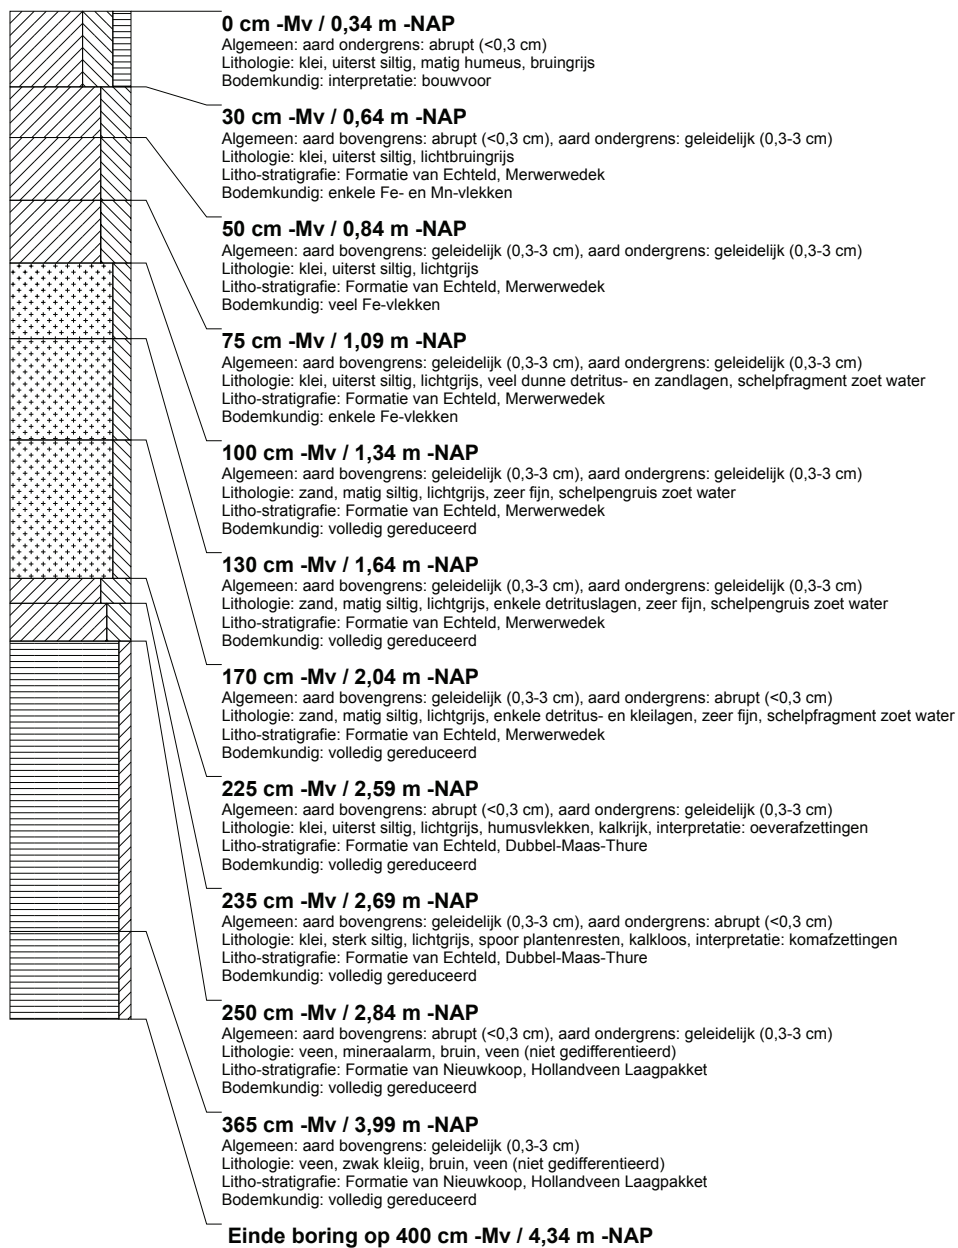 0 cm -Mv / 0,34 m -NAP
Algemeen: aard ondergrens: abrupt (<0,3 cm)
Lithologie: klei, uiterst siltig, matig humeus, bruingrijs
Bodemkundig: interpretatie: bouwvoor
30 cm -Mv / 0,64 m -NAP
Algemeen: aard bovengrens: abrupt (<0,3 cm), aard ondergrens: geleidelijk (0,3-3 cm)
Lithologie: klei, uiterst siltig, lichtbruingrijs
Litho-stratigrafie: Formatie van Echteld, Merwerwedek
Bodemkundig: enkele Fe- en Mn-vlekken
50 cm -Mv / 0,84 m -NAP
Algemeen: aard bovengrens: geleidelijk (0,3-3 cm), aard ondergrens: geleidelijk (0,3-3 cm)
Lithologie: klei, uiterst siltig, lichtgrijs
Litho-stratigrafie: Formatie van Echteld, Merwerwedek
Bodemkundig: veel Fe-vlekken
75 cm -Mv / 1,09 m -NAP
Algemeen: aard bovengrens: geleidelijk (0,3-3 cm), aard ondergrens: geleidelijk (0,3-3 cm)
Lithologie: klei, uiterst siltig, lichtgrijs, veel dunne detritus- en zandlagen, schelpfragment zoet water
Litho-stratigrafie: Formatie van Echteld, Merwerwedek
Bodemkundig: enkele Fe-vlekken
100 cm -Mv / 1,34 m -NAP
Algemeen: aard bovengrens: geleidelijk (0,3-3 cm), aard ondergrens: geleidelijk (0,3-3 cm)
Lithologie: zand, matig siltig, lichtgrijs, zeer fijn, schelpengruis zoet water
Litho-stratigrafie: Formatie van Echteld, Merwerwedek
Bodemkundig: volledig gereduceerd
130 cm -Mv / 1,64 m -NAP
Algemeen: aard bovengrens: geleidelijk (0,3-3 cm), aard ondergrens: geleidelijk (0,3-3 cm)
Lithologie: zand, matig siltig, lichtgrijs, enkele detrituslagen, zeer fijn, schelpengruis zoet water
Litho-stratigrafie: Formatie van Echteld, Merwerwedek
Bodemkundig: volledig gereduceerd
170 cm -Mv / 2,04 m -NAP
Algemeen: aard bovengrens: geleidelijk (0,3-3 cm), aard ondergrens: abrupt (<0,3 cm)
Lithologie: zand, matig siltig, lichtgrijs, enkele detritus- en kleilagen, zeer fijn, schelpfragment zoet water
Litho-stratigrafie: Formatie van Echteld, Merwerwedek
Bodemkundig: volledig gereduceerd
225 cm -Mv / 2,59 m -NAP
Algemeen: aard bovengrens: abrupt (<0,3 cm), aard ondergrens: geleidelijk (0,3-3 cm)
Lithologie: klei, uiterst siltig, lichtgrijs, humusvlekken, kalkrijk, interpretatie: oeverafzettingen
Litho-stratigrafie: Formatie van Echteld, Dubbel-Maas-Thure
Bodemkundig: volledig gereduceerd
235 cm -Mv / 2,69 m -NAP
Algemeen: aard bovengrens: geleidelijk (0,3-3 cm), aard ondergrens: abrupt (<0,3 cm)
Lithologie: klei, sterk siltig, lichtgrijs, spoor plantenresten, kalkloos, interpretatie: komafzettingen
Litho-stratigrafie: Formatie van Echteld, Dubbel-Maas-Thure
Bodemkundig: volledig gereduceerd
250 cm -Mv / 2,84 m -NAP
Algemeen: aard bovengrens: abrupt (<0,3 cm), aard ondergrens: geleidelijk (0,3-3 cm)
Lithologie: veen, mineraalarm, bruin, veen (niet gedifferentieerd)
Litho-stratigrafie: Formatie van Nieuwkoop, Hollandveen Laagpakket
Bodemkundig: volledig gereduceerd
365 cm -Mv / 3,99 m -NAP
Algemeen: aard bovengrens: geleidelijk (0,3-3 cm)
Lithologie: veen, zwak kleiig, bruin, veen (niet gedifferentieerd)
Litho-stratigrafie: Formatie van Nieuwkoop, Hollandveen Laagpakket
Bodemkundig: volledig gereduceerd
Einde boring op 400 cm -Mv / 4,34 m -NAP